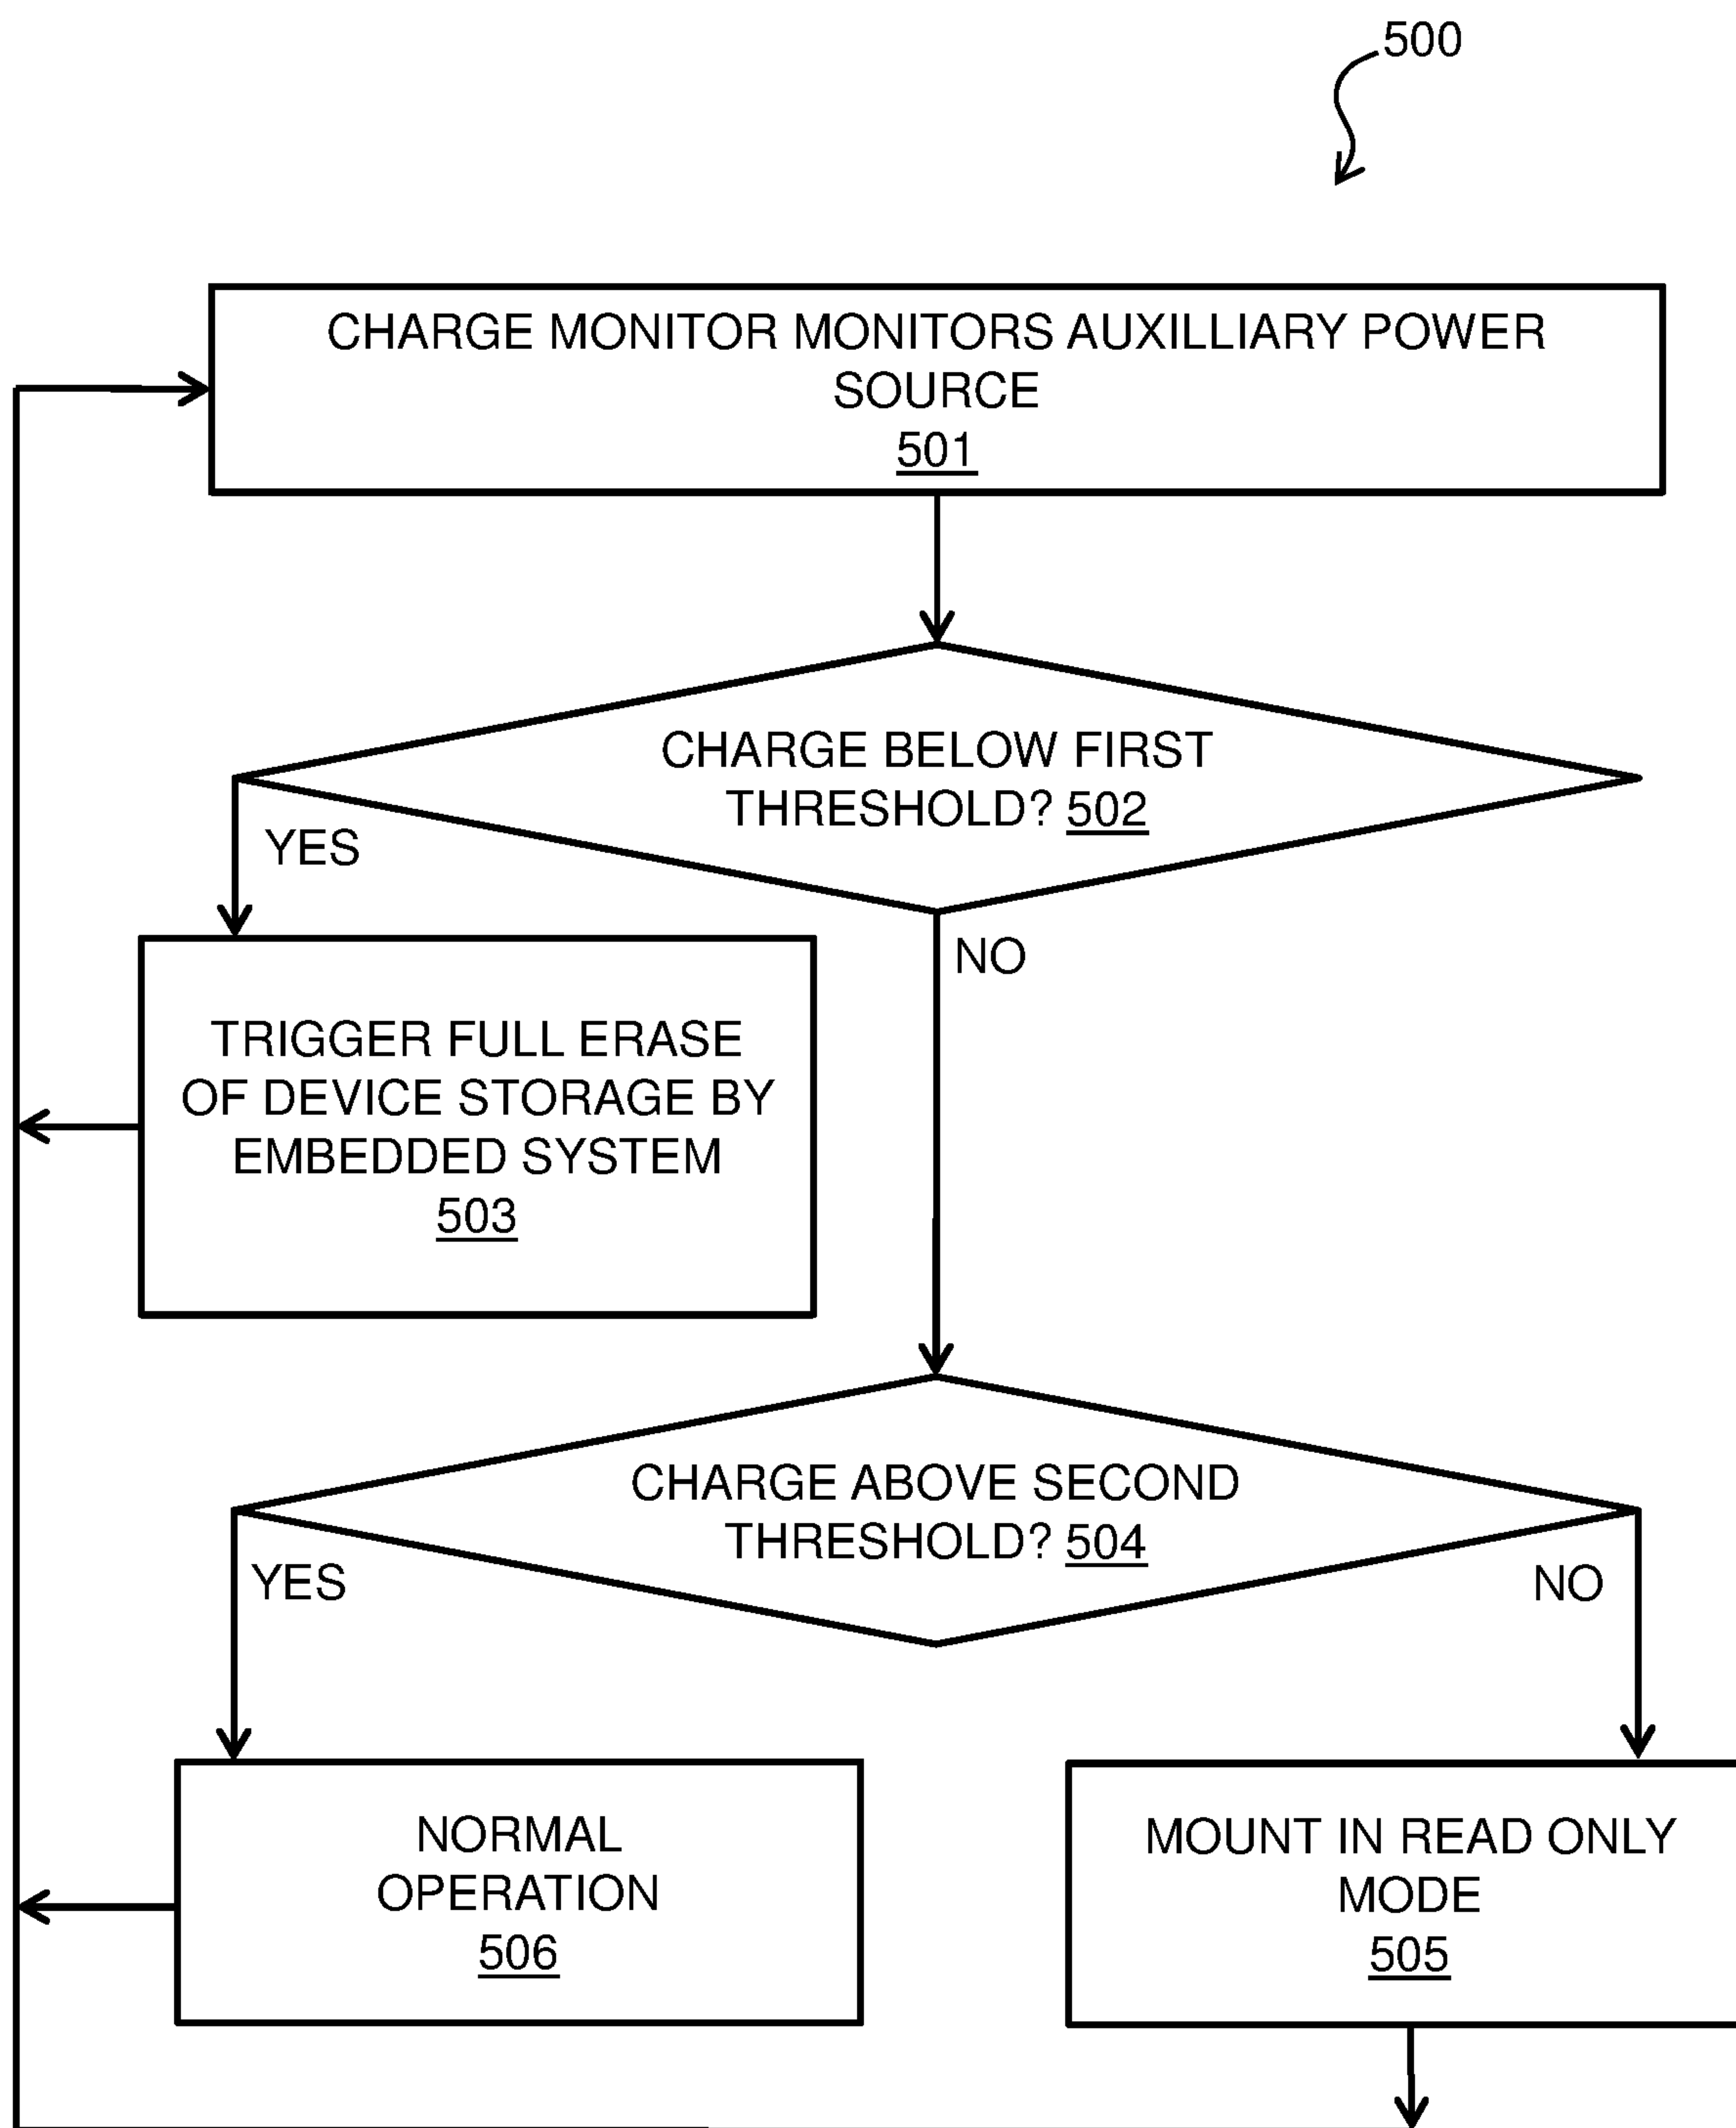 500
CHARGE MONITOR MONITORS AUXILLIARY POWER
SOURCE
501
CHARGE BELOW FIRST
THRESHOLD? 502
YES
NO
TRIGGER FULL ERASE
OF DEVICE STORAGE BY
EMBEDDED SYSTEM
503
CHARGE ABOVE SECOND
THRESHOLD? 504
YES
NO
NORMAL
OPERATION
506
MOUNT IN READ ONLY
MODE
505